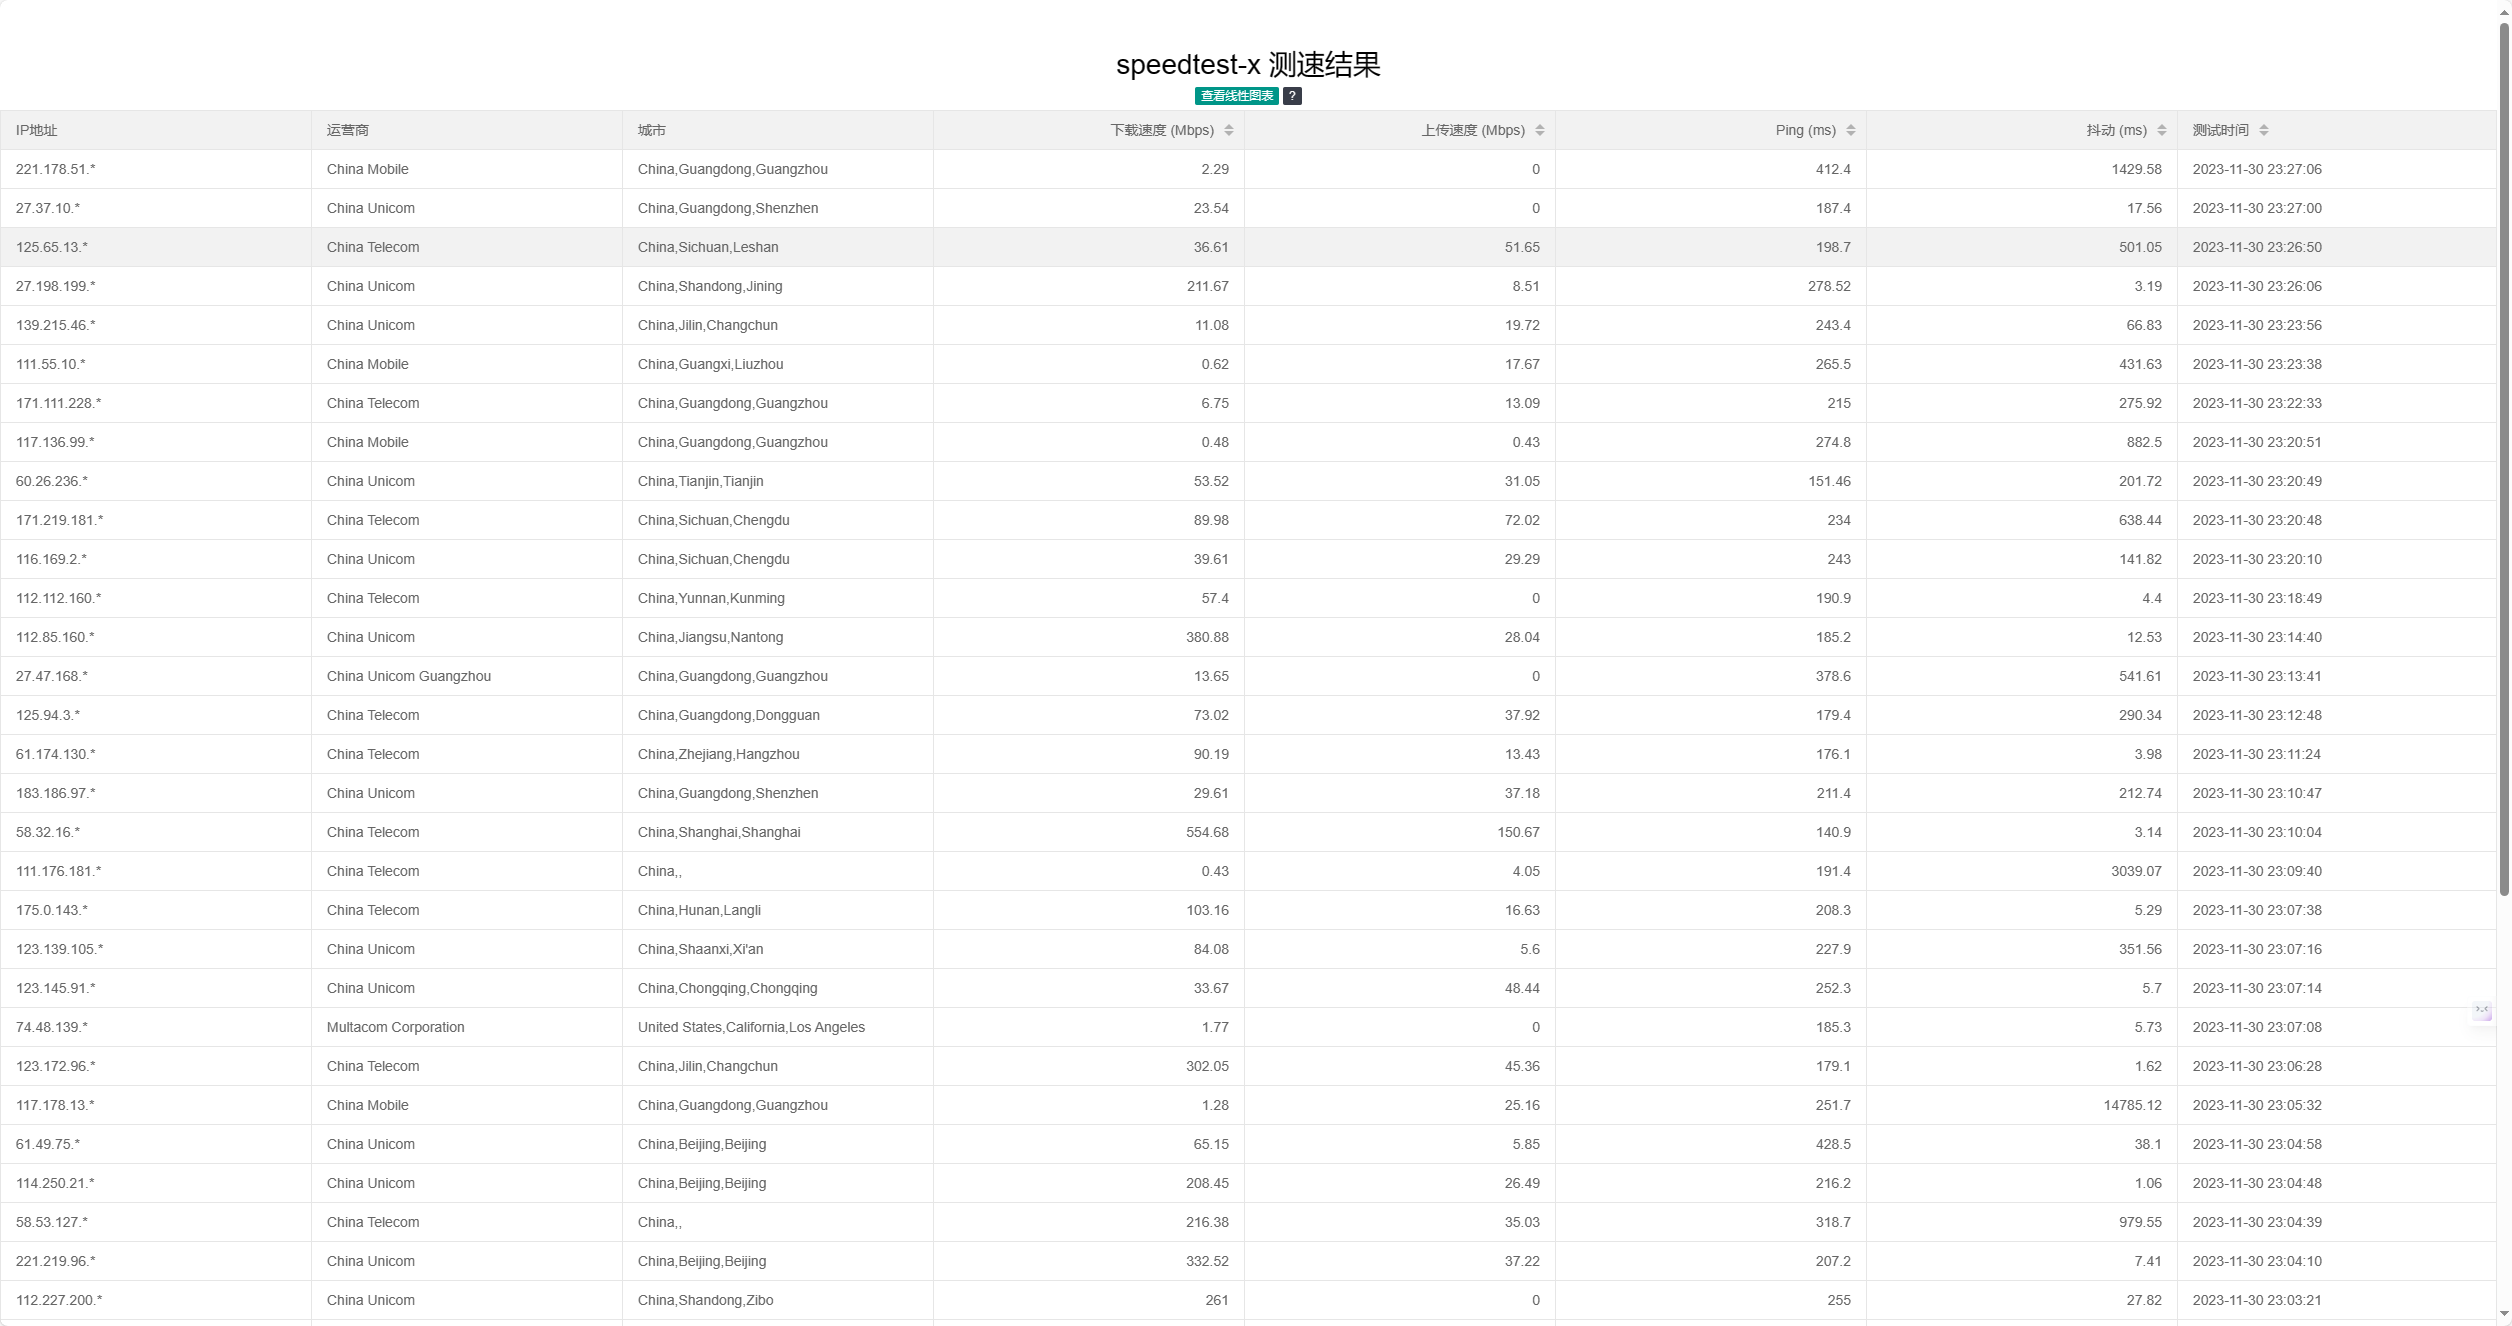 speedtest-x 测速结果
查看线性图表 ?
IP地址 运营商 城市 下载速度 (Mbps) 上传速度 (Mbps) Ping (ms) 抖动 (ms) 测试时间
221.178.51.* China Mobile China,Guangdong,Guangzhou 2.29 0 412.4 1429.58 2023-11-30 23:27:06
27.37.10.* China Unicom China,Guangdong,Shenzhen 23.54 0 187.4 17.56 2023-11-30 23:27:00
125.65.13.* China Telecom China,Sichuan,Leshan 36.61 51.65 198.7 501.05 2023-11-30 23:26:50
27.198.199.* China Unicom China,Shandong,Jining 211.67 8.51 278.52 3.19 2023-11-30 23:26:06
139.215.46.* China Unicom China,Jilin,Changchun 11.08 19.72 243.4 66.83 2023-11-30 23:23:56
111.55.10.* China Mobile China,Guangxi,Liuzhou 0.62 17.67 265.5 431.63 2023-11-30 23:23:38
171.111.228.* China Telecom China,Guangdong,Guangzhou 6.75 13.09 215 275.92 2023-11-30 23:22:33
117.136.99.* China Mobile China,Guangdong,Guangzhou 0.48 0.43 274.8 882.5 2023-11-30 23:20:51
60.26.236.* China Unicom China,Tianjin,Tianjin 53.52 31.05 151.46 201.72 2023-11-30 23:20:49
171.219.181.* China Telecom China,Sichuan,Chengdu 89.98 72.02 234 638.44 2023-11-30 23:20:48
116.169.2.* China Unicom China,Sichuan,Chengdu 39.61 29.29 243 141.82 2023-11-30 23:20:10
112.112.160.* China Telecom China,Yunnan,Kunming 57.4 0 190.9 4.4 2023-11-30 23:18:49
112.85.160.* China Unicom China,Jiangsu,Nantong 380.88 28.04 185.2 12.53 2023-11-30 23:14:40
27.47.168.* China Unicom Guangzhou China,Guangdong,Guangzhou 13.65 0 378.6 541.61 2023-11-30 23:13:41
125.94.3.* China Telecom China,Guangdong,Dongguan 73.02 37.92 179.4 290.34 2023-11-30 23:12:48
61.174.130.* China Telecom China,Zhejiang,Hangzhou 90.19 13.43 176.1 3.98 2023-11-30 23:11:24
183.186.97.* China Unicom China,Guangdong,Shenzhen 29.61 37.18 211.4 212.74 2023-11-30 23:10:47
58.32.16.* China Telecom China,Shanghai,Shanghai 554.68 150.67 140.9 3.14 2023-11-30 23:10:04
111.176.181.* China Telecom China,, 0.43 4.05 191.4 3039.07 2023-11-30 23:09:40
175.0.143.* China Telecom China,Hunan,Langli 103.16 16.63 208.3 5.29 2023-11-30 23:07:38
123.139.105.* China Unicom China,Shaanxi,Xi'an 84.08 5.6 227.9 351.56 2023-11-30 23:07:16
123.145.91.* China Unicom China,Chongqing,Chongqing 33.67 48.44 252.3 5.7 2023-11-30 23:07:14
74.48.139.* Multacom Corporation United States,California,Los Angeles 1.77 0 185.3 5.73 2023-11-30 23:07:08
123.172.96.* China Telecom China,Jilin,Changchun 302.05 45.36 179.1 1.62 2023-11-30 23:06:28
117.178.13.* China Mobile China,Guangdong,Guangzhou 1.28 25.16 251.7 14785.12 2023-11-30 23:05:32
61.49.75.* China Unicom China,Beijing,Beijing 65.15 5.85 428.5 38.1 2023-11-30 23:04:58
114.250.21.* China Unicom China,Beijing,Beijing 208.45 26.49 216.2 1.06 2023-11-30 23:04:48
58.53.127.* China Telecom China,, 216.38 35.03 318.7 979.55 2023-11-30 23:04:39
221.219.96.* China Unicom China,Beijing,Beijing 332.52 37.22 207.2 7.41 2023-11-30 23:04:10
112.227.200.* China Unicom China,Shandong,Zibo 261 0 255 27.82 2023-11-30 23:03:21